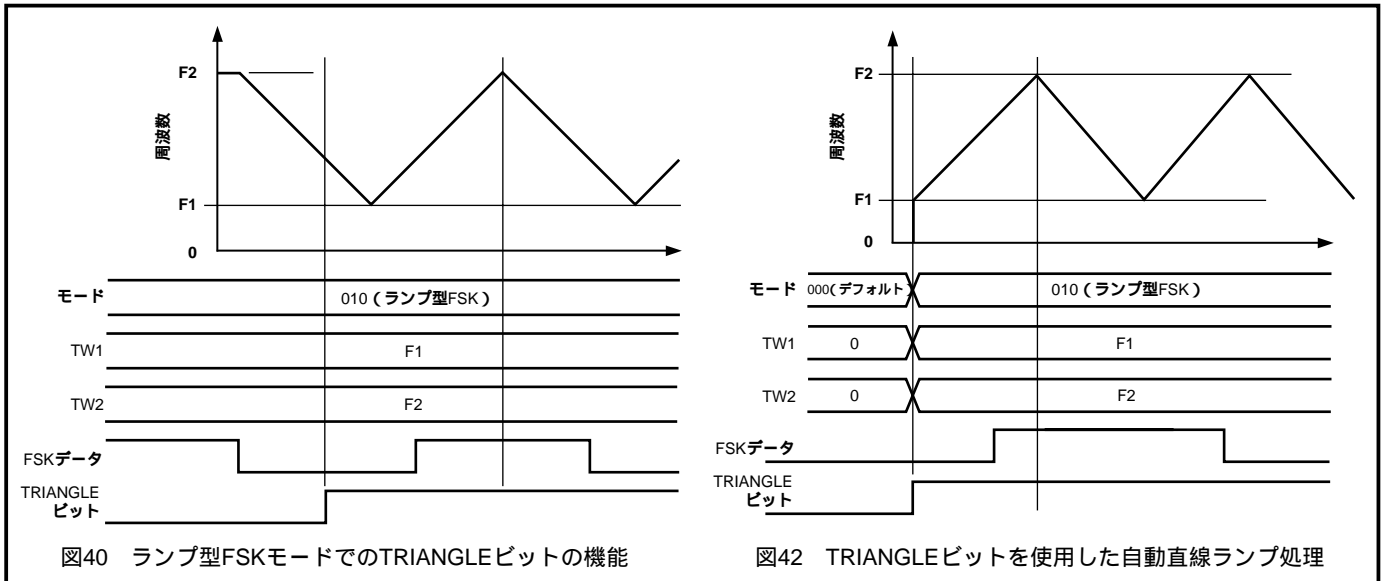 F2
周波数
F1
0
モード 010(ランプ型FSK)
TW1 F1
TW2 F2
FSKデータ
TRIANGLE
ビット
図40 ランプ型FSKモードでのTRIANGLEビットの機能
F2
周波数
F1
0
モード 000(デフォルト) 010(ランプ型FSK)
TW1 0 F1
TW2 0 F2
FSKデータ
TRIANGLE
ビット
図42 TRIANGLEビットを使用した自動直線ランプ処理